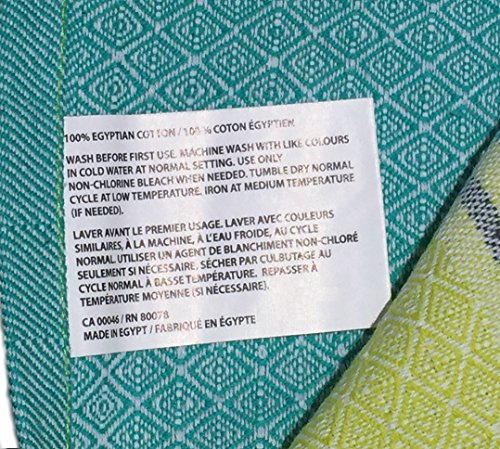 100% EGYPTIAN COTTON / 100 % COTON ÉGYPTIEN
WASH BEFORE FIRST USE. MACHINE WASH WITH LIKE COLOURS
IN COLD WATER AT NORMAL SETTING. USE ONLY
NON-CHLORINE BLEACH WHEN NEEDED. TUMBLE DRY NORMAL
CYCLE AT LOW TEMPERATURE. IRON AT MEDIUM TEMPERATURE
(IF NEEDED).
LAVER AVANT LE PREMIER USAGE. LAVER AVEC COULEURS
SIMILAIRES, À LA MACHINE, À L'EAU FROIDE, AU CYCLE
NORMAL UTILISER UN AGENT DE BLANCHIMENT NON-CHLORÉ
SEULEMENT SI NÉCESSAIRE. SÉCHER PAR CULBUTAGE AU
CYCLE NORMAL À BASSE TEMPÉRATURE. REPASSER À
TEMPÉRATURE MOYENNE (SI NÉCESSAIRE).
CA 00046 / RN 80078
MADE IN EGYPT / FABRIQUÉ EN ÉGYPTE